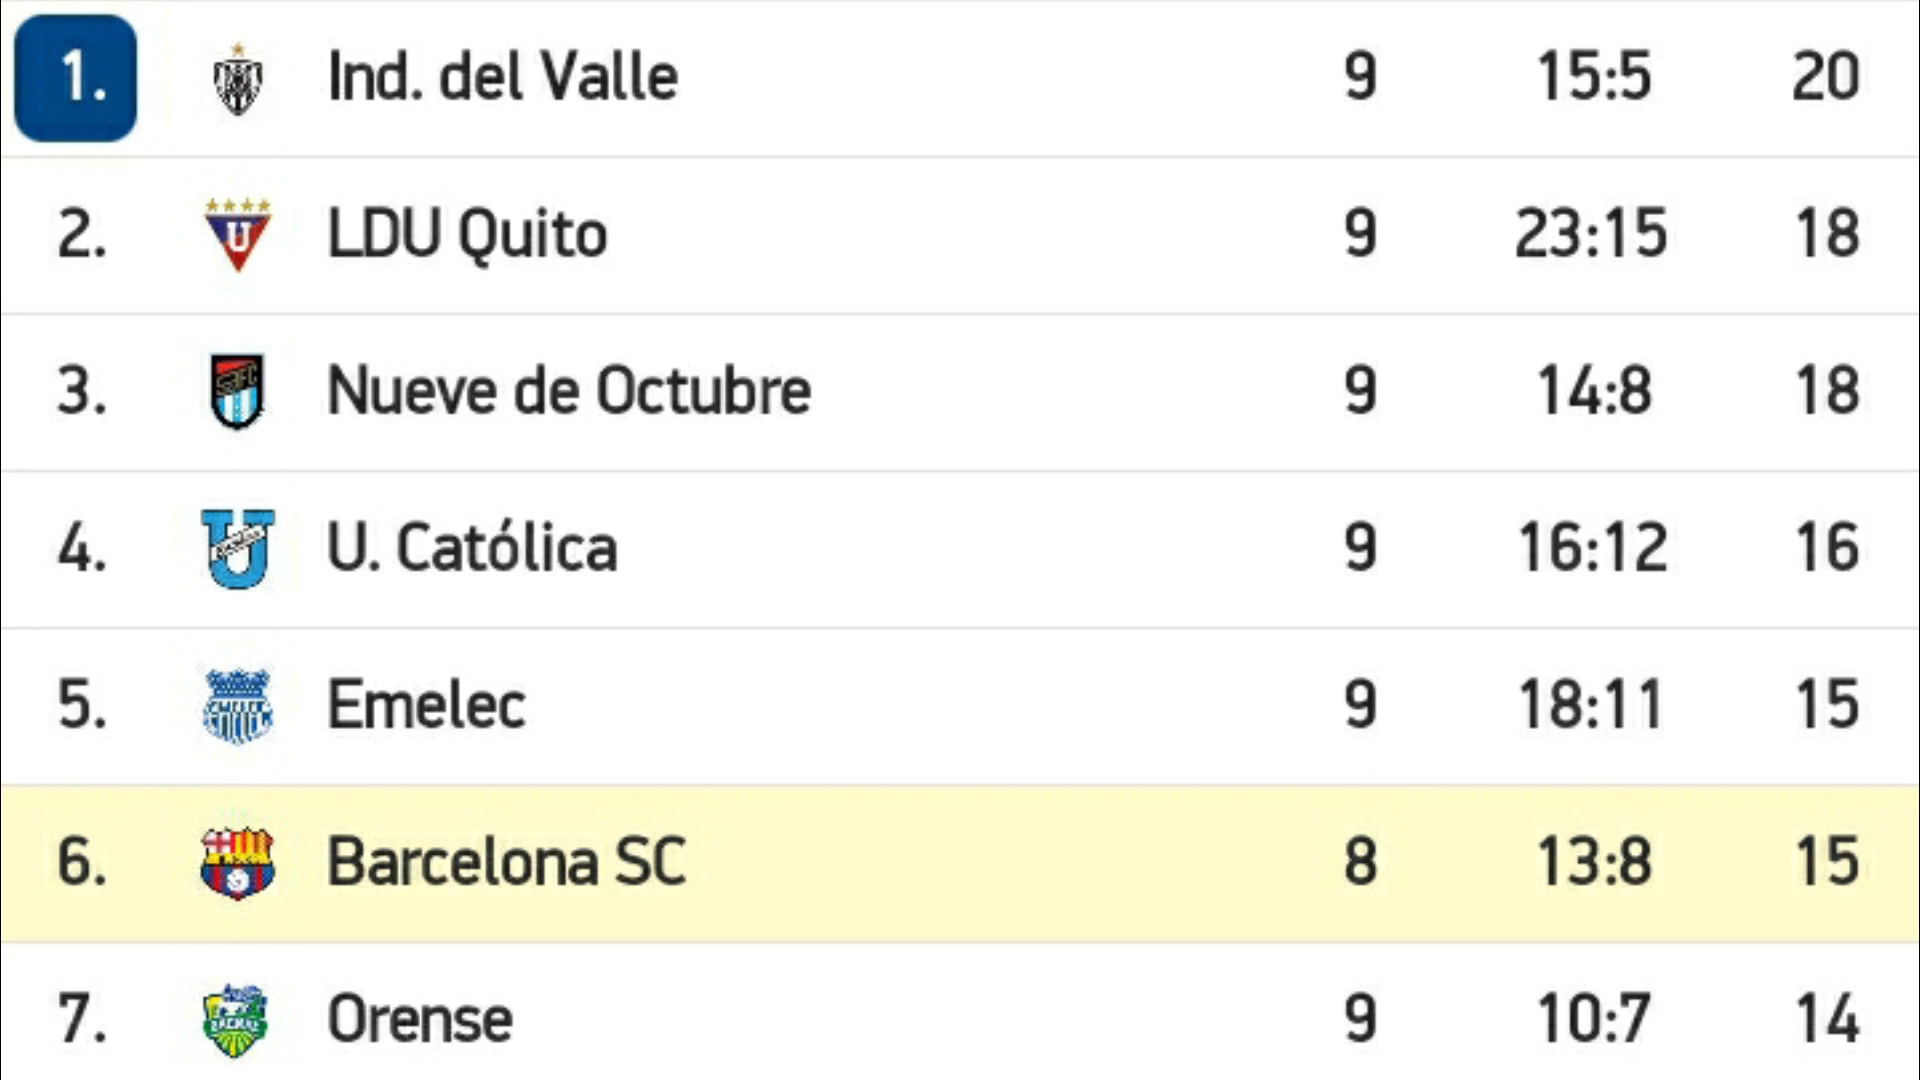 1. Ind. del Valle 9 15:5 20
2. LDU Quito 9 23:15 18
3. Nueve de Octubre 9 14:8 18
4. U. Católica 9 16:12 16
5. Emelec 9 18:11 15
6. Barcelona SC 8 13:8 15
7. Orense 9 10:7 14